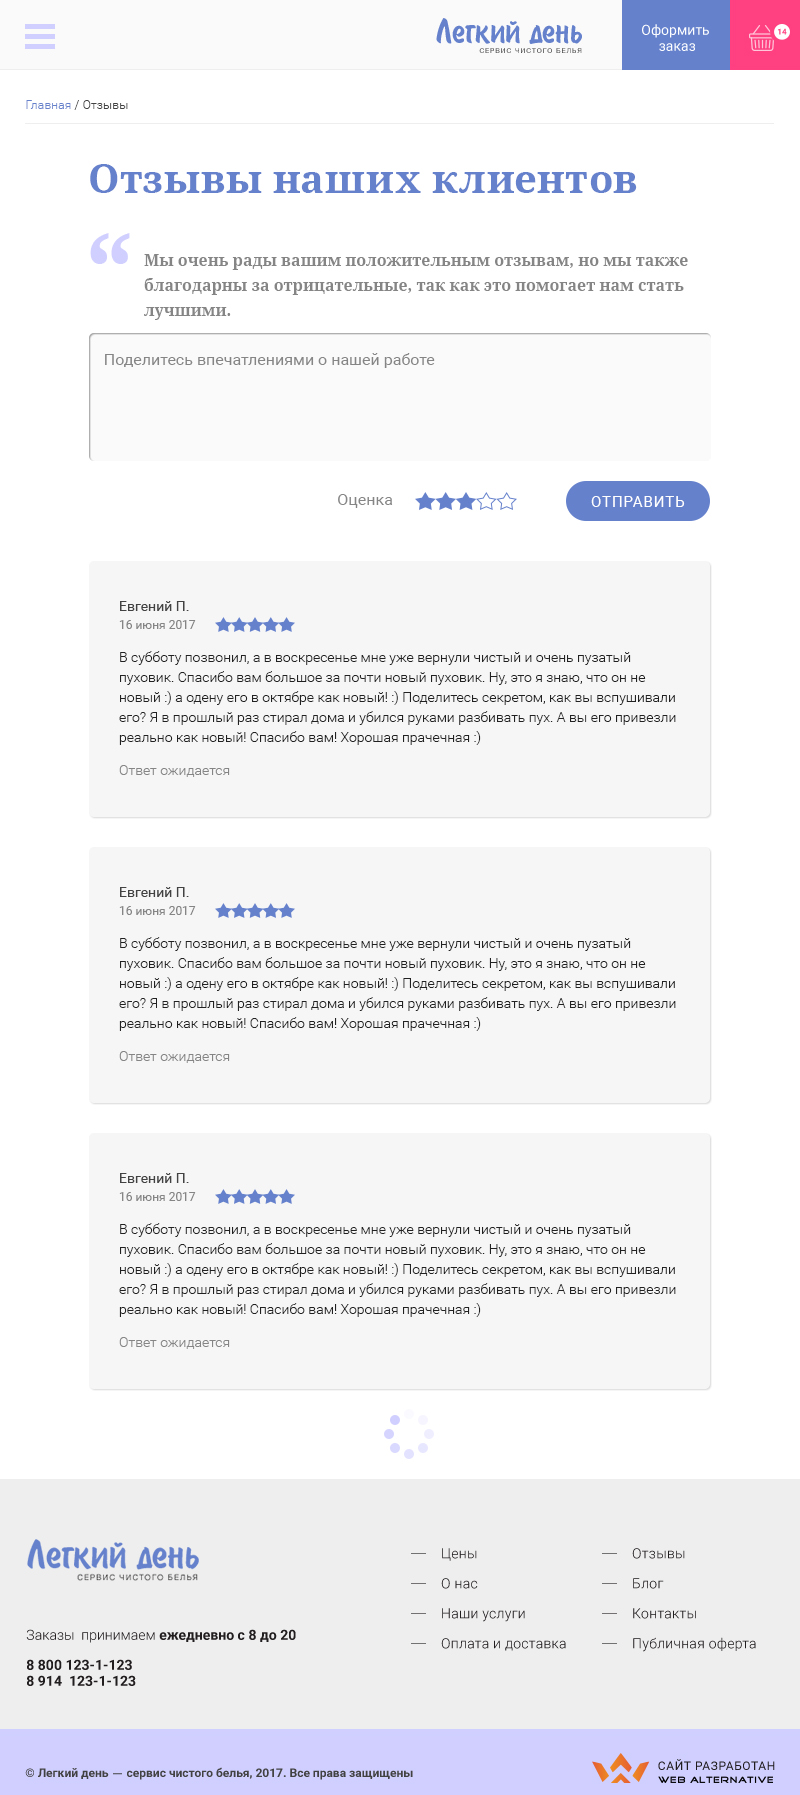 Легкий день
СЕРВИС ЧИСТОГО БЕЛЬЯ
Оформить
заказ
14
Главная / Отзывы
Отзывы наших клиентов
“
Мы очень рады вашим положительным отзывам, но мы также
благодарны за отрицательные, так как это помогает нам стать
лучшими.
Поделитесь впечатлениями о нашей работе
Оценка
ОТПРАВИТЬ
Евгений П.
16 июня 2017
В субботу позвонил, а в воскресенье мне уже вернули чистый и очень пузатый
пуховик. Спасибо вам большое за почти новый пуховик. Ну, это я знаю, что он не
новый :) а одену его в октябре как новый! :) Поделитесь секретом, как вы вспушивали
его? Я в прошлый раз стирал дома и убился руками разбивать пух. А вы его привезли
реально как новый! Спасибо вам! Хорошая прачечная :)
Ответ ожидается
Евгений П.
16 июня 2017
В субботу позвонил, а в воскресенье мне уже вернули чистый и очень пузатый
пуховик. Спасибо вам большое за почти новый пуховик. Ну, это я знаю, что он не
новый :) а одену его в октябре как новый! :) Поделитесь секретом, как вы вспушивали
его? Я в прошлый раз стирал дома и убился руками разбивать пух. А вы его привезли
реально как новый! Спасибо вам! Хорошая прачечная :)
Ответ ожидается
Евгений П.
16 июня 2017
В субботу позвонил, а в воскресенье мне уже вернули чистый и очень пузатый
пуховик. Спасибо вам большое за почти новый пуховик. Ну, это я знаю, что он не
новый :) а одену его в октябре как новый! :) Поделитесь секретом, как вы вспушивали
его? Я в прошлый раз стирал дома и убился руками разбивать пух. А вы его привезли
реально как новый! Спасибо вам! Хорошая прачечная :)
Ответ ожидается
Легкий день
СЕРВИС ЧИСТОГО БЕЛЬЯ
Заказы принимаем ежедневно с 8 до 20
8 800 123-1-123
8 914 123-1-123
— Цены
— О нас
— Наши услуги
— Оплата и доставка
— Отзывы
— Блог
— Контакты
— Публичная оферта
© Легкий день — сервис чистого белья, 2017. Все права защищены
САЙТ РАЗРАБОТАН
WEB ALTERNATIVE